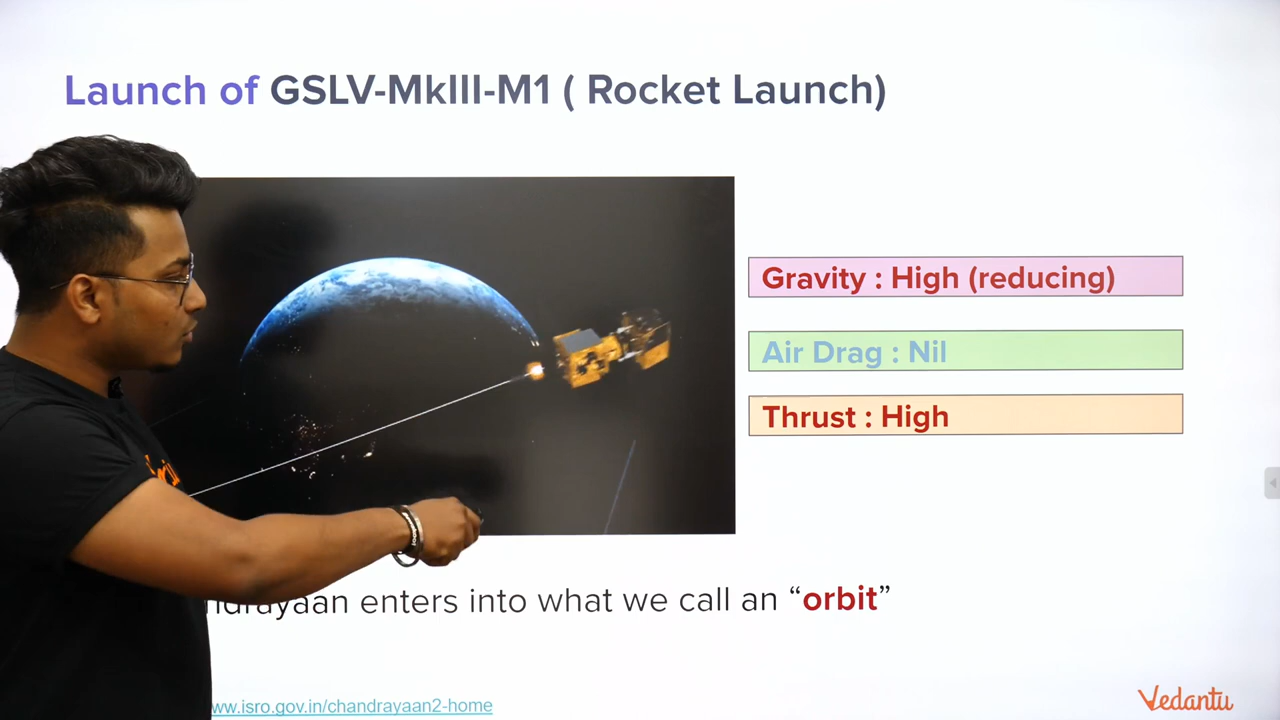 Launch of GSLV-MkIII-M1 ( Rocket Launch)
Gravity : High (reducing)
Air Drag : Nil
Thrust : High
enters into what we call an “orbit”
ww.isro.gov.in/chandrayaan2-home
Vedantu